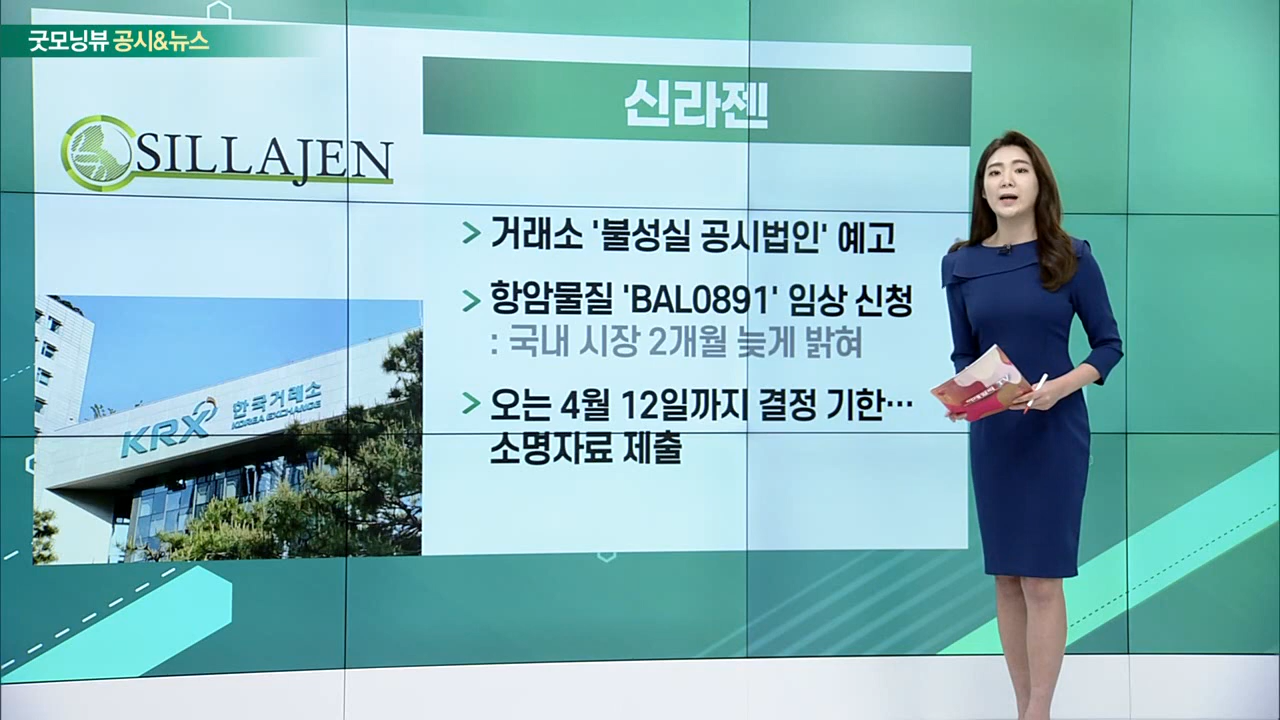 굿모닝뷰 공시&뉴스
신라젠
SILLAJEN
> 거래소 '불성실 공시법인' 예고
> 항암물질 'BAL0891' 임상 신청
: 국내 시장 2개월 늦게 밝혀
> 오는 4월 12일까지 결정 기한…
소명자료 제출
KRX 한국거래소
KOREA EXCHANGE